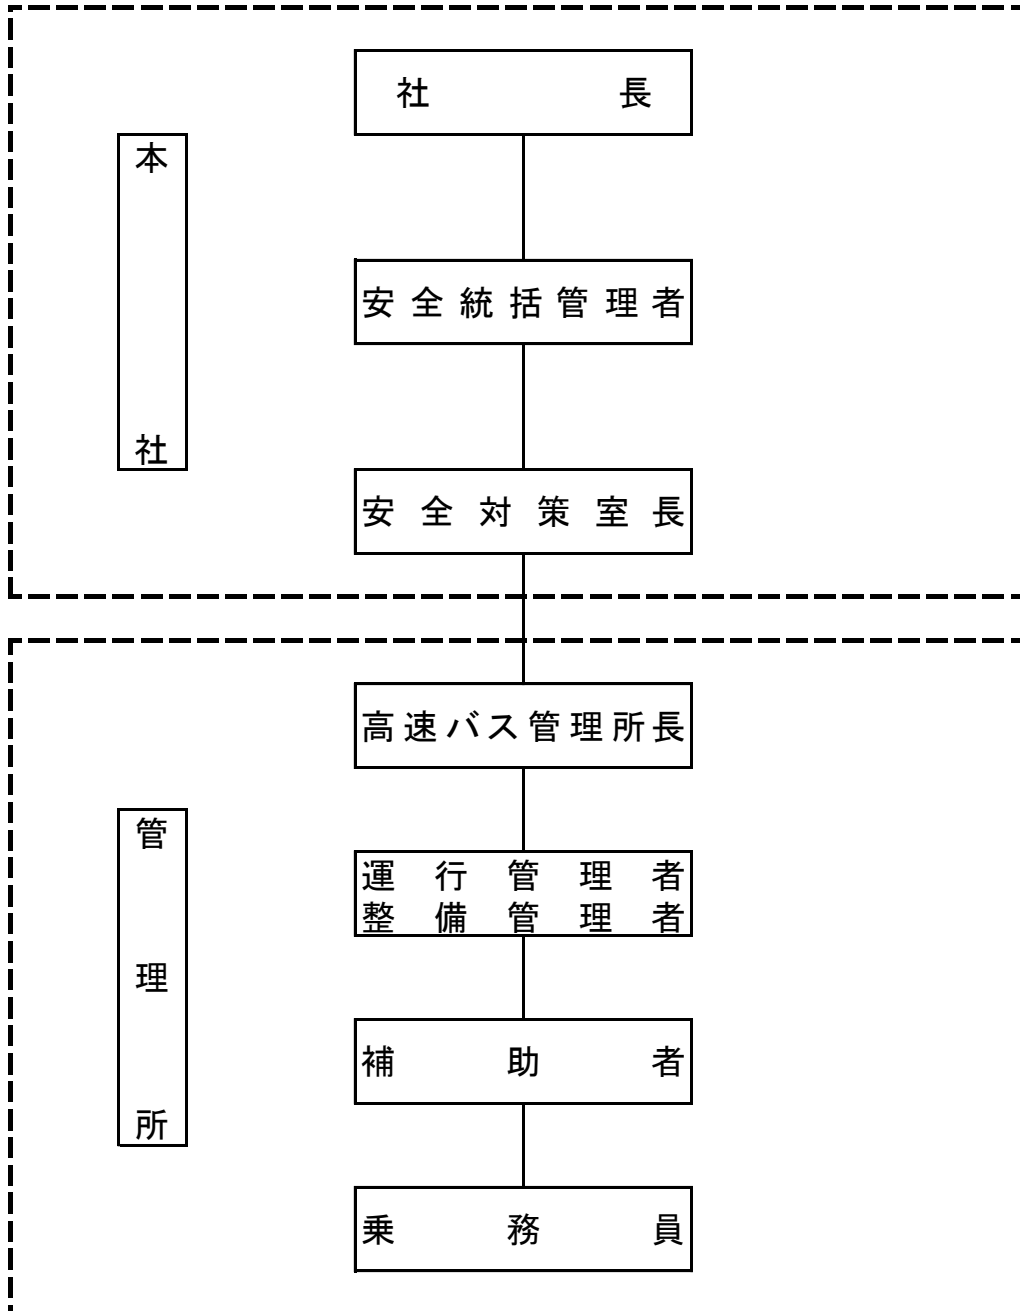 社長
本社
安全統括管理者
安全対策室長
高速バス管理所長
管理所
運行管理者
整備管理者
補助者
乗務員